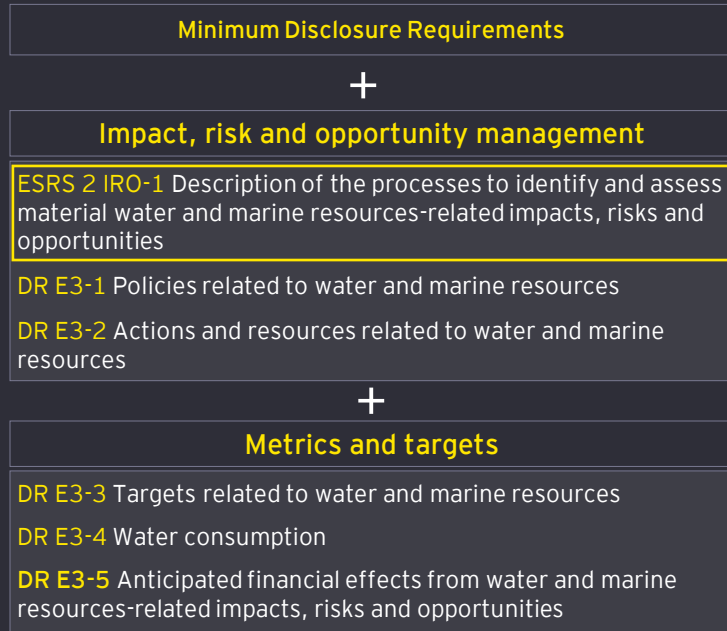 Minimum Disclosure Requirements
+
Impact, risk and opportunity management
ESRS 2 IRO-1 Description of the processes to identify and assess
material water and marine resources-related impacts, risks and
opportunities
DR E3-1 Policies related to water and marine resources
DR E3-2 Actions and resources related to water and marine
resources
+
Metrics and targets
DR E3-3 Targets related to water and marine resources
DR E3-4 Water consumption
DR E3-5 Anticipated financial effects from water and marine
resources-related impacts, risks and opportunities